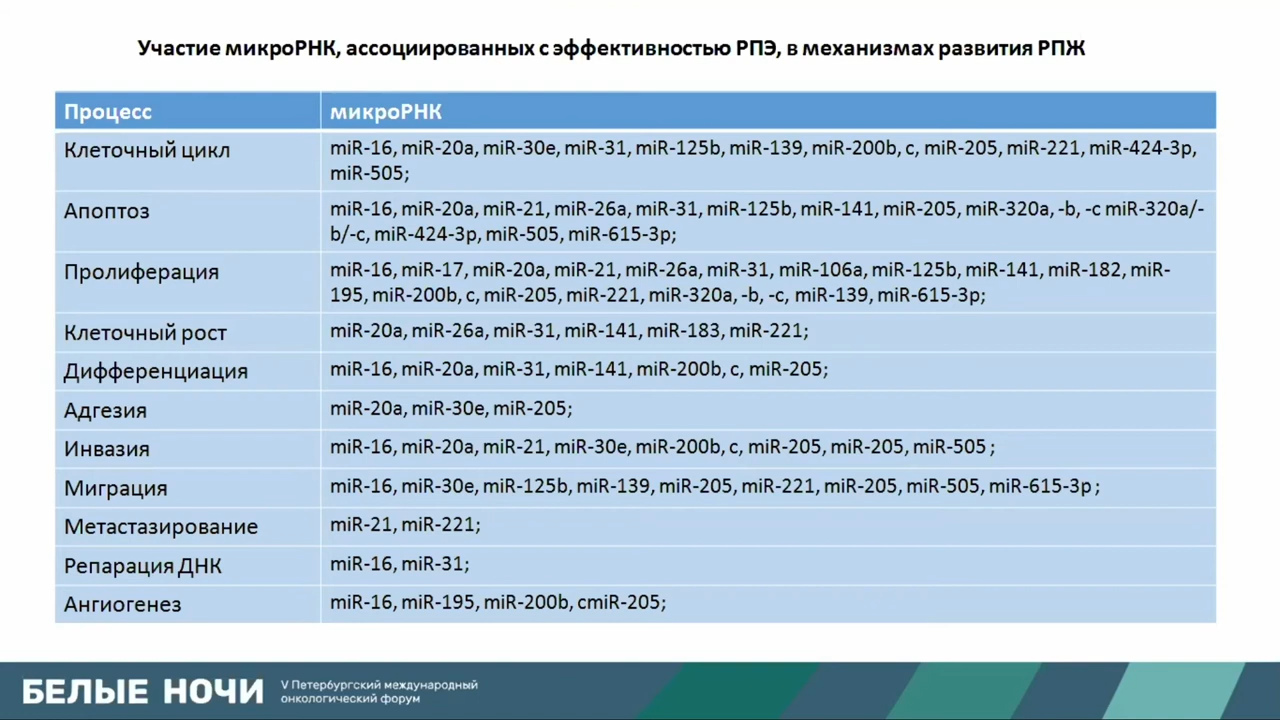 Участие микроРНК, ассоциированных с эффективностью РПЭ, в механизмах развития РПЖ
Процесс
микроРНК
Клеточный цикл
miR-16, miR-20a, miR-30e, miR-31, miR-125b, miR-139, miR-200b, c, miR-205, miR-221, miR-424-3p,
miR-505;
Апоптоз
miR-16, miR-20a, miR-21, miR-26a, miR-31, miR-125b, miR-141, miR-205, miR-320a, -b, -c miR-320a/-
b/-c, miR-424-3p, miR-505, miR-615-3p;
Пролиферация
miR-16, miR-17, miR-20a, miR-21, miR-26a, miR-31, miR-106a, miR-125b, miR-141, miR-182, miR-
195, miR-200b, c, miR-205, miR-221, miR-320a, -b, -c, miR-139, miR-615-3p;
Клеточный рост
miR-20a, miR-26a, miR-31, miR-141, miR-183, miR-221;
Дифференциация
miR-16, miR-20a, miR-31, miR-141, miR-200b, c, miR-205;
Адгезия
miR-20a, miR-30e, miR-205;
Инвазия
miR-16, miR-20a, miR-21, miR-30e, miR-200b, c, miR-205, miR-205, miR-505 ;
Миграция
miR-16, miR-30e, miR-125b, miR-139, miR-205, miR-221, miR-205, miR-505, miR-615-3p ;
Метастазирование
miR-21, miR-221;
Репарация ДНК
miR-16, miR-31;
Ангиогенез
miR-16, miR-195, miR-200b, cmiR-205;
БЕЛЫЕ НОЧИ
V Петербургский международный
онкологический форум